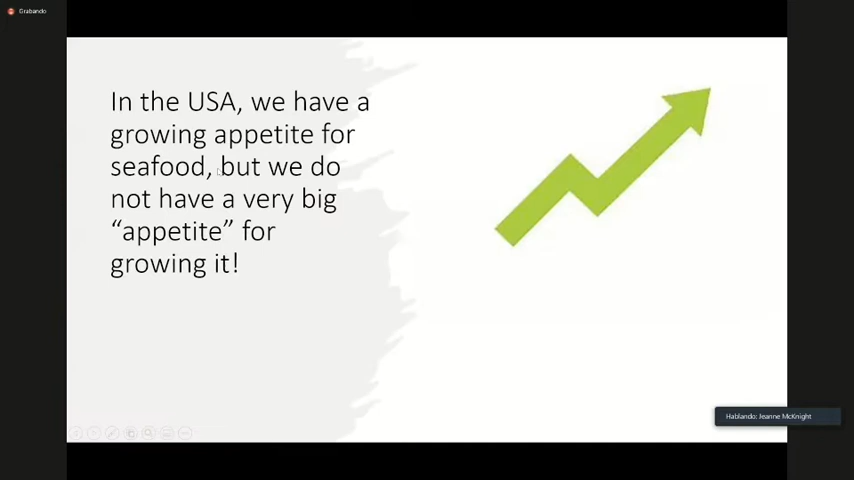 Grabando
In the USA, we have a
growing appetite for
seafood, but we do
not have a very big
“appetite” for
growing it!
Hablando: Jeanne McKnight